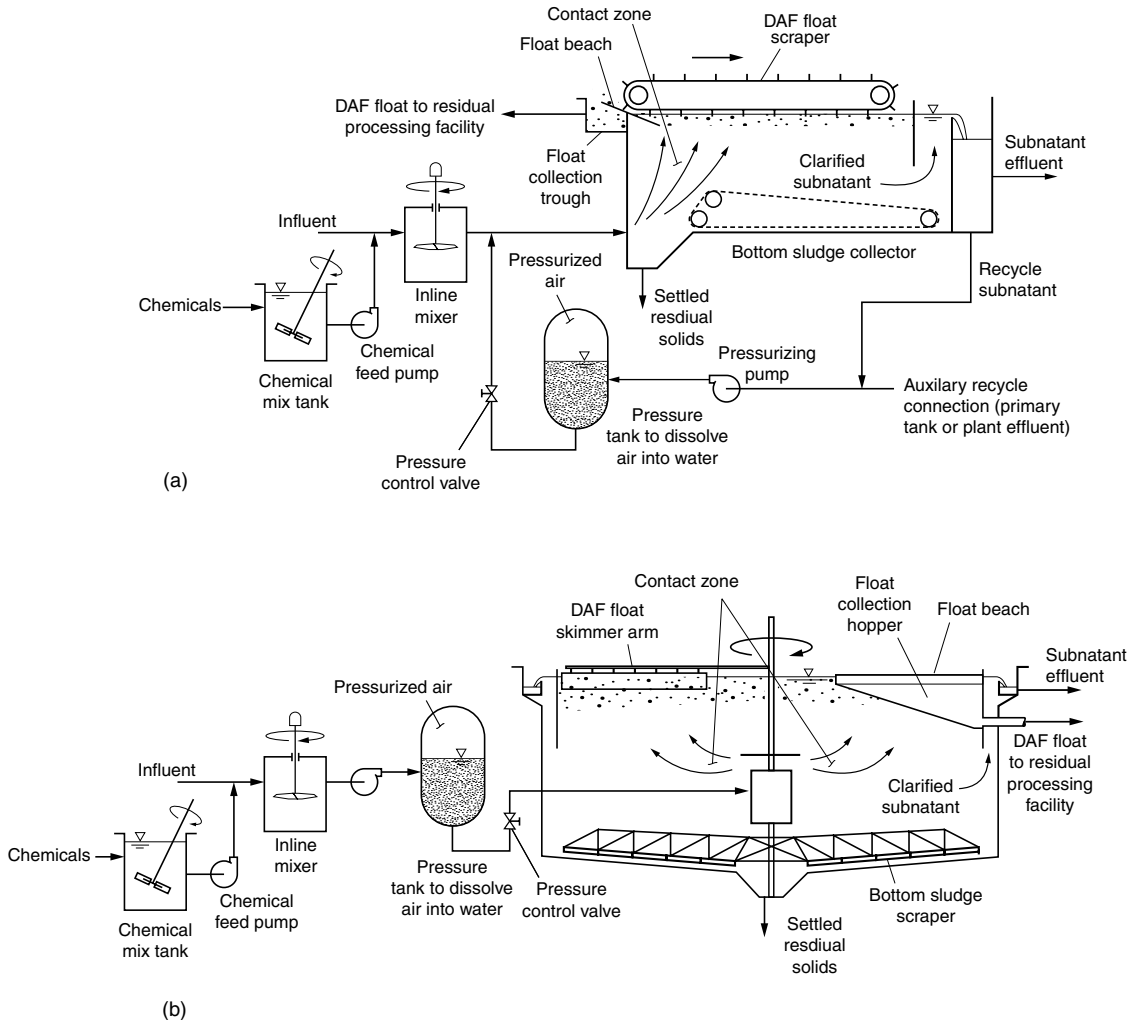 Contact zone
Float beach
DAF float
scraper
DAF float to residual
processing facility
Float
collection
trough
Clarified
subnatant
Subnatant
effluent
Influent
Inline
mixer
Pressurized
air
Bottom sludge collector
Recycle
subnatant
Chemicals
Chemical
feed pump
Chemical
mix tank
Settled
resdiual
solids
Pressurizing
pump
Pressure
tank to dissolve
air into water
Auxilary recycle
connection (primary
tank or plant effluent)
Pressure
control valve
(a)
Contact zone
DAF float
skimmer arm
Float
collection
hopper
Float beach
Subnatant
effluent
Pressurized air
DAF float
to residual
processing
facility
Clarified
subnatant
Influent
Inline
mixer
Chemicals
Chemical
feed pump
Chemical
mix tank
Pressure
tank to dissolve
air into water
Pressure
control valve
Bottom sludge
scraper
Settled
resdiual
solids
(b)